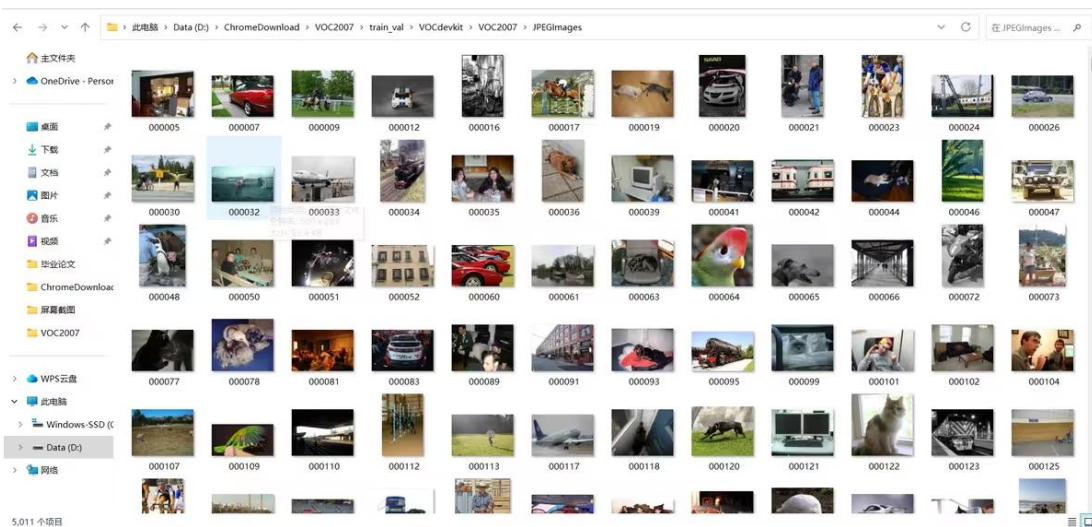 此电脑 › Data (D:) › ChromeDownload › VOC2007 › train_val › VOCdevkit › VOC2007 › JPEGImages
在 JPEGImages ...
主文件夹
OneDrive - Persor
桌面
下载
文档
图片
音乐
视频
毕业论文
ChromeDownload
屏幕截图
VOC2007
WPS云盘
此电脑
Windows-SSD (C
Data (D:)
网络
SAAB
000005 000007 000009 000012 000016 000017 000019 000020 000021 000023 000024 000026
000030 000032 000033 000034 000035 000036 000039 000041 000042 000044 000046 000047
000048 000050 000051 000052 000060 000061 000063 000064 000065 000066 000072 000073
000077 000078 000081 000083 000089 000091 000093 000095 000099 000101 000102 000104
000107 000109 000110 000112 000113 000117 000118 000120 000121 000122 000123 000125
5,011 个项目